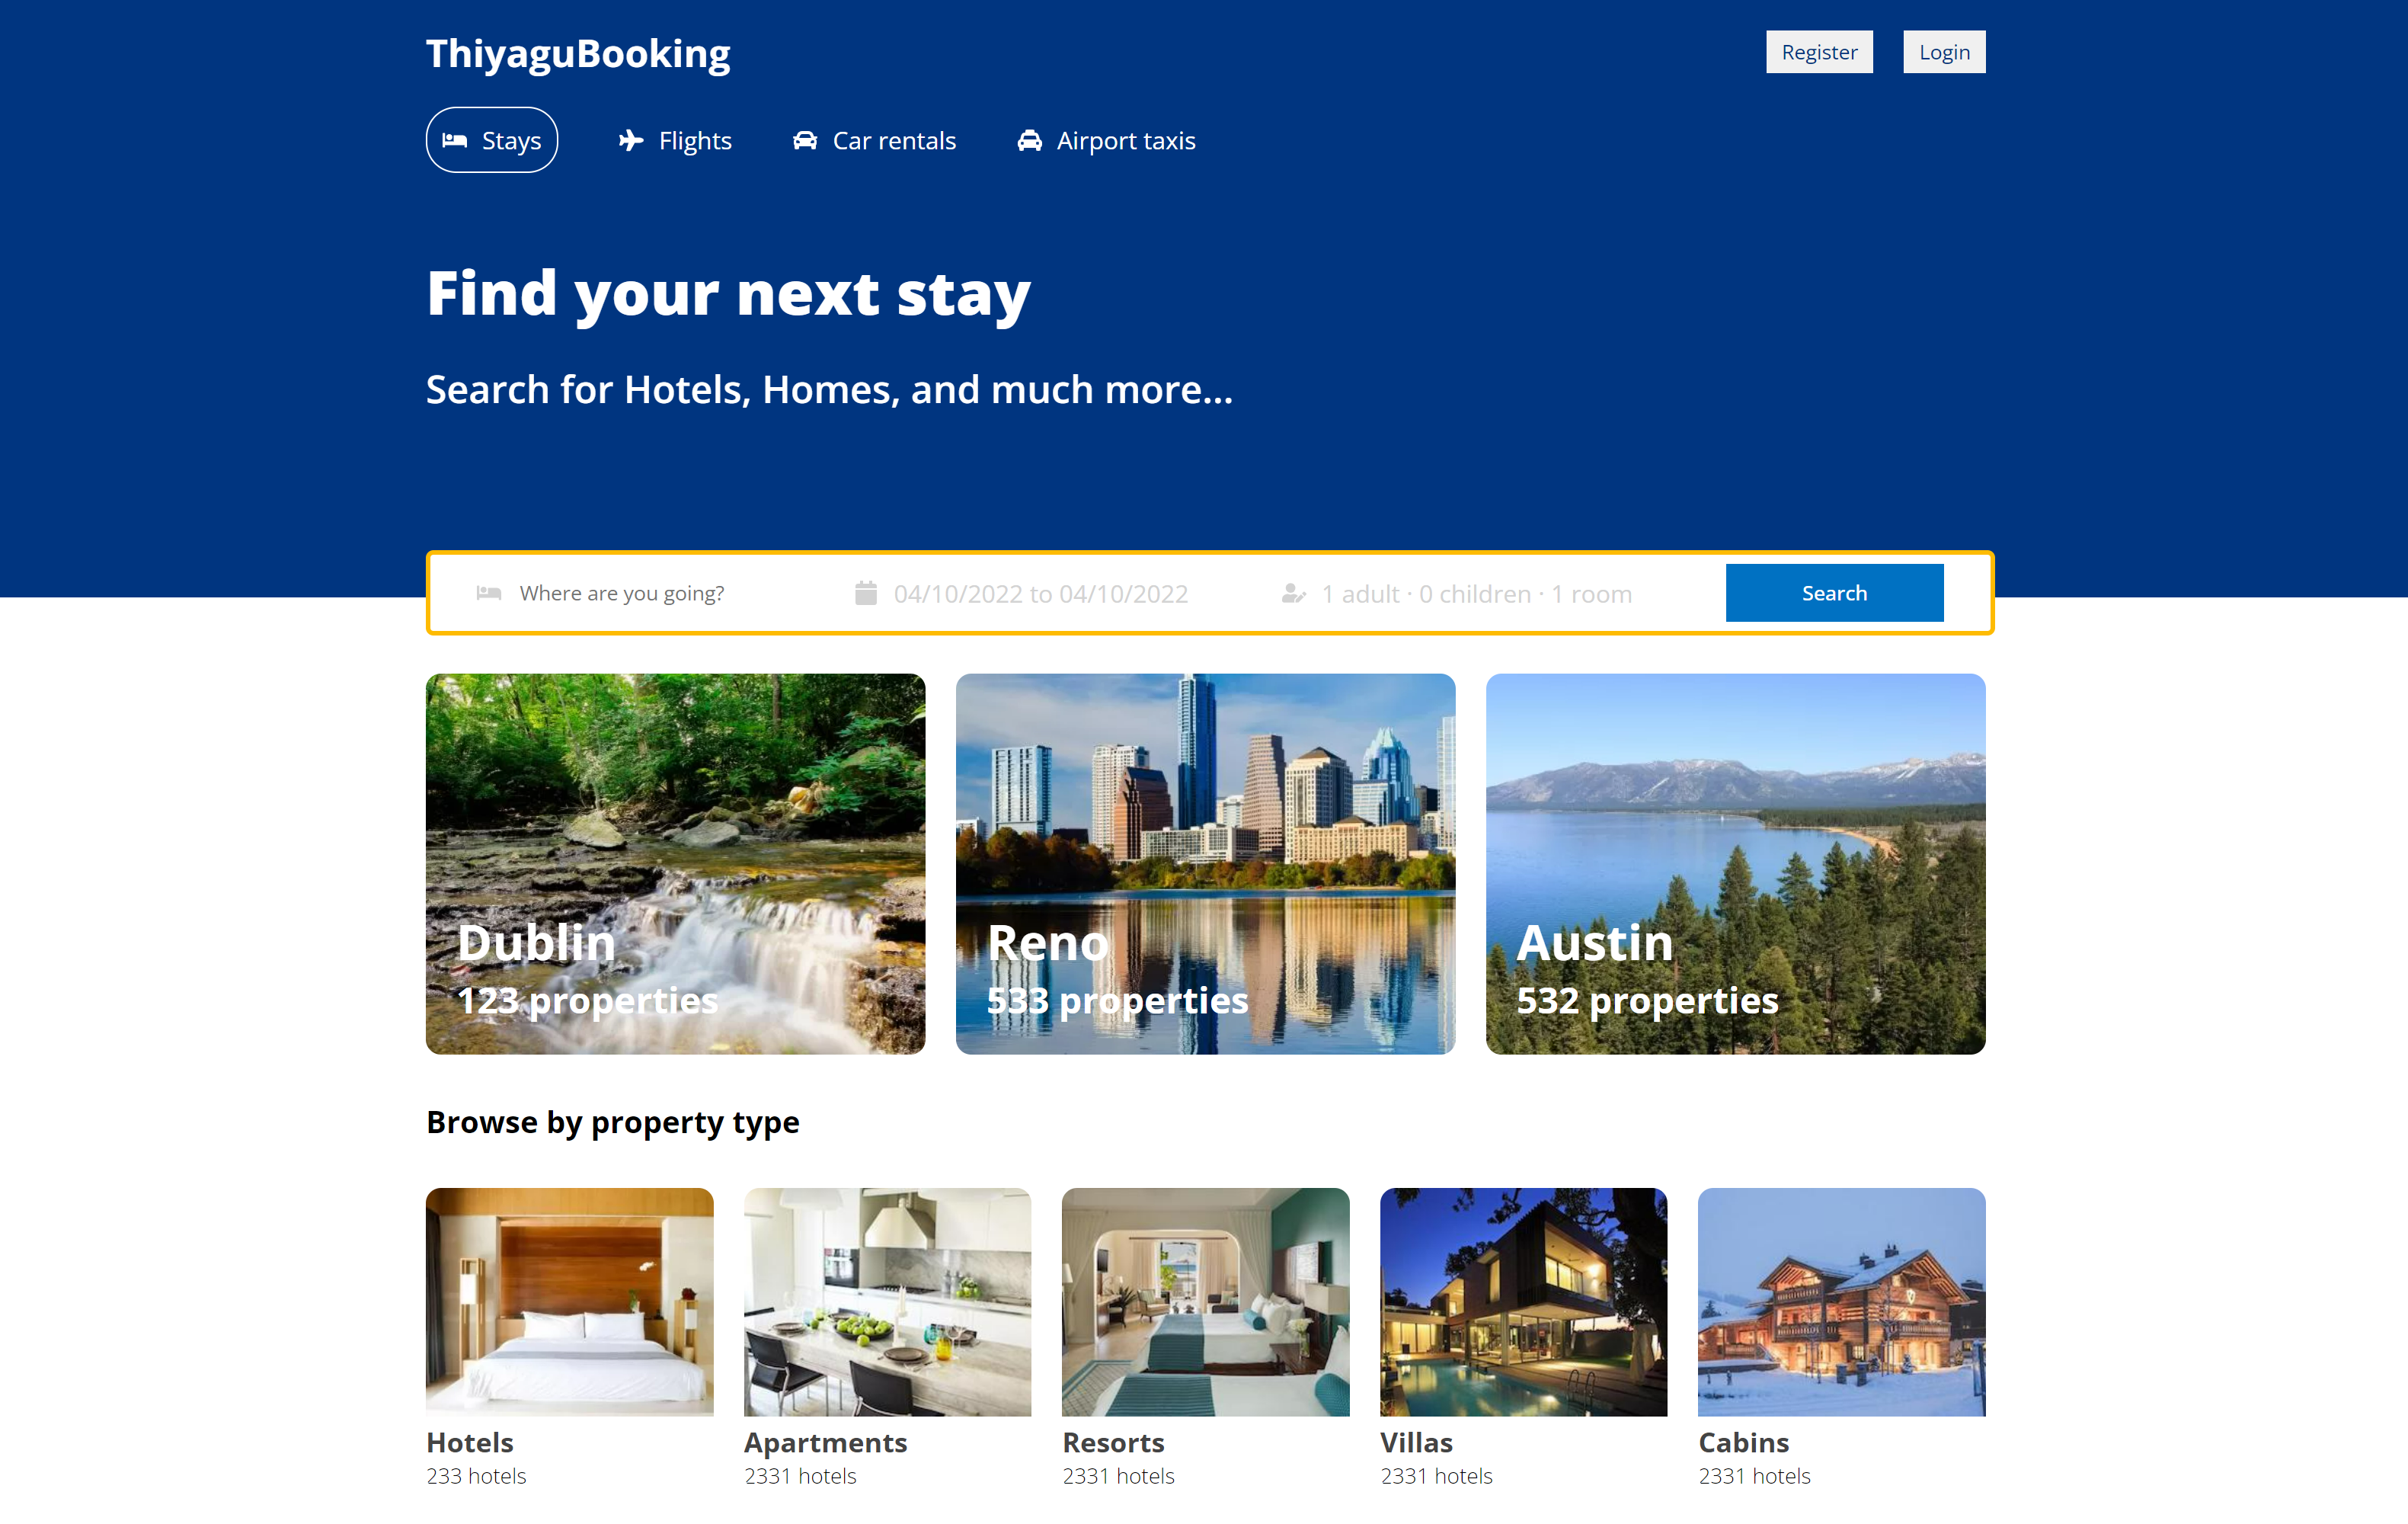 ThiyaguBooking
Register
Login
Stays
Flights
Car rentals
Airport taxis
Find your next stay
Search for Hotels, Homes, and much more...
Where are you going?
04/10/2022 to 04/10/2022
1 adult · 0 children · 1 room
Search
Dublin
123 properties
Reno
533 properties
Austin
532 properties
Browse by property type
Hotels
233 hotels
Apartments
2331 hotels
Resorts
2331 hotels
Villas
2331 hotels
Cabins
2331 hotels